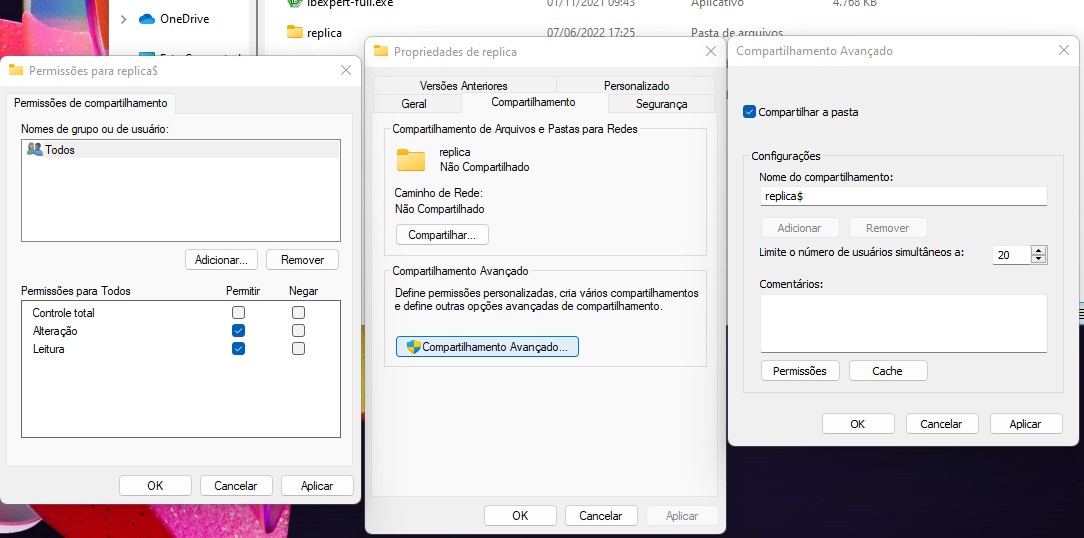 OneDrive
ibexpert-full.exe 01/11/2021 09:43 Aplicativo 4.768 KB
replica 07/06/2022 17:25 Pasta de arquivos
Permissões para replica$
Permissões de compartilhamento
Nomes de grupo ou de usuário:
Todos
Adicionar... Remover
Permissões para Todos Permitir Negar
Controle total
Alteração
Leitura
OK Cancelar Aplicar
Propriedades de replica
Versões Anteriores Personalizado
Geral Compartilhamento Segurança
Compartilhamento de Arquivos e Pastas para Redes
replica
Não Compartilhado
Caminho de Rede:
Não Compartilhado
Compartilhar...
Compartilhamento Avançado
Define permissões personalizadas, cria vários compartilhamentos
e define outras opções avançadas de compartilhamento.
Compartilhamento Avançado...
OK Cancelar Aplicar
Compartilhamento Avançado
Compartilhar a pasta
Configurações
Nome do compartilhamento:
replica$
Adicionar Remover
Limite o número de usuários simultâneos a: 20
Comentários:
Permissões Cache
OK Cancelar Aplicar